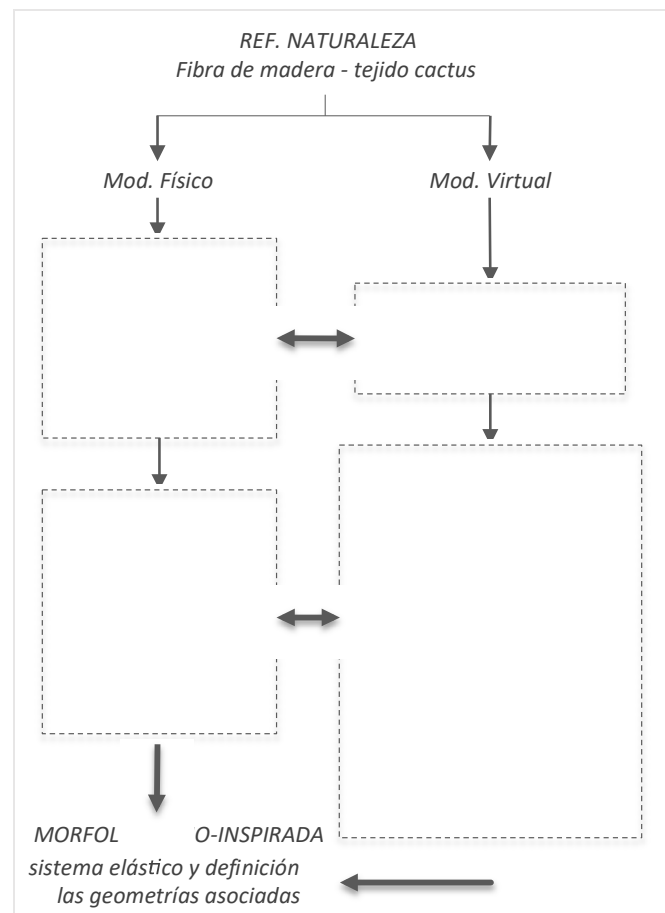 REF. NATURALEZA
Fibra de madera - tejido cactus
Mod. Físico
Mod. Virtual
MORFOL O-INSPIRADA
sistema elástico y definición
las geometrías asociadas